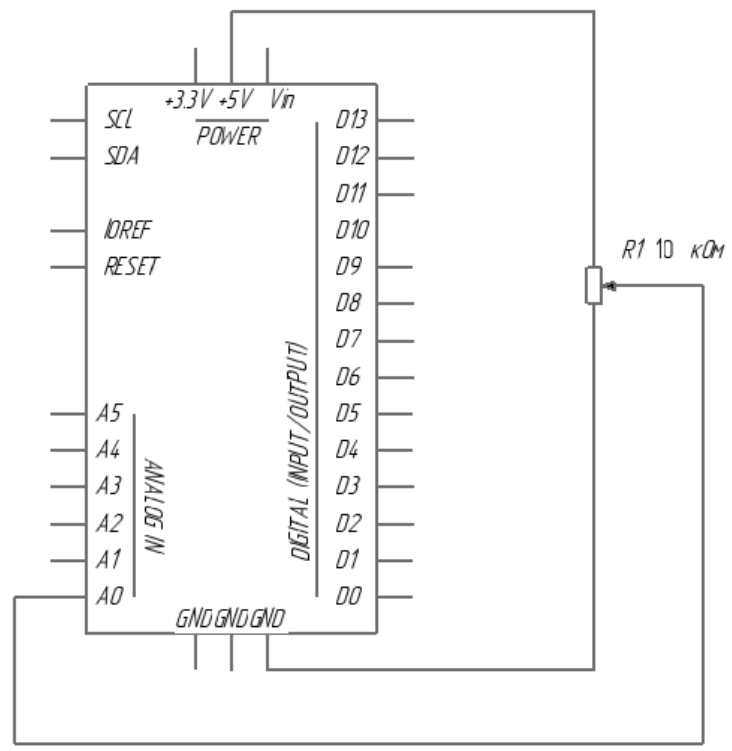 +3.3V +5V Vin
POWER
SCL
SDA
IOREF
RESET
A5
A4
A3
A2
A1
A0
ANALOG IN
D13
D12
D11
D10
D9
D8
D7
D6
D5
D4
D3
D2
D1
D0
DIGITAL (INPUT/OUTPUT)
GND GND GND
R1 10 кОм